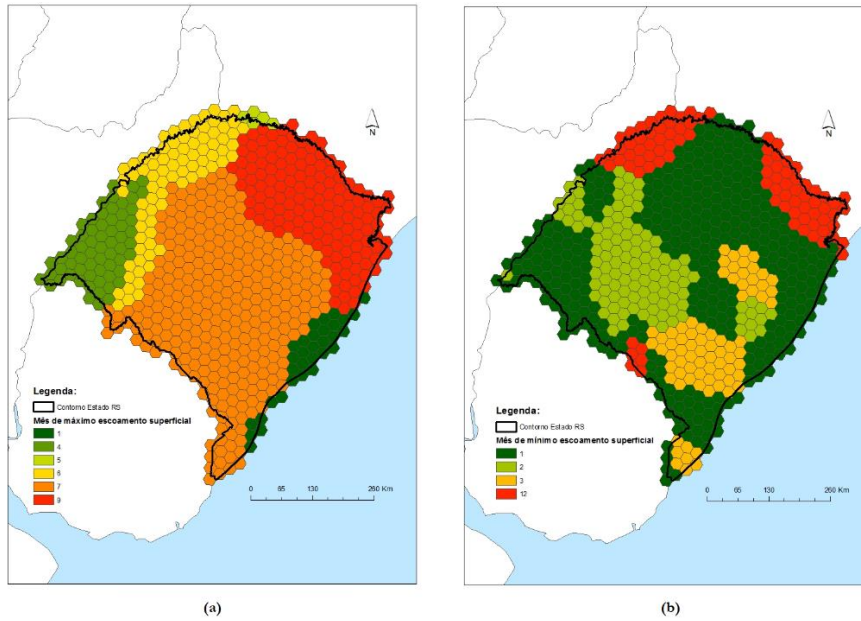 N
Legenda:
Contorno Estado RS
Mês de máximo escoamento superficial
1
4
5
6
7
9
0 65 130 260 Km
(a)
N
Legenda:
Contorno Estado RS
Mês de mínimo escoamento superficial
1
2
3
12
0 65 130 260 Km
(b)